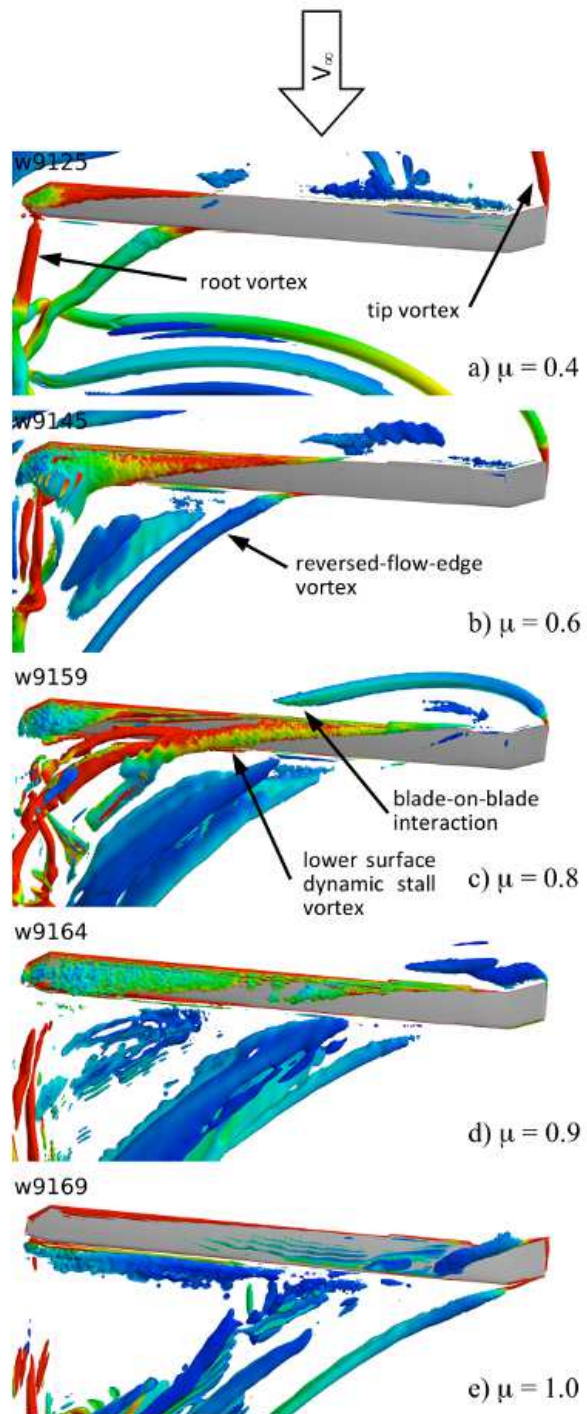 V∞
w9125
root vortex
tip vortex
a) μ = 0.4
w9145
reversed-flow-edge
vortex
b) μ = 0.6
w9159
blade-on-blade
interaction
lower surface
dynamic stall
vortex
c) μ = 0.8
w9164
d) μ = 0.9
w9169
e) μ = 1.0